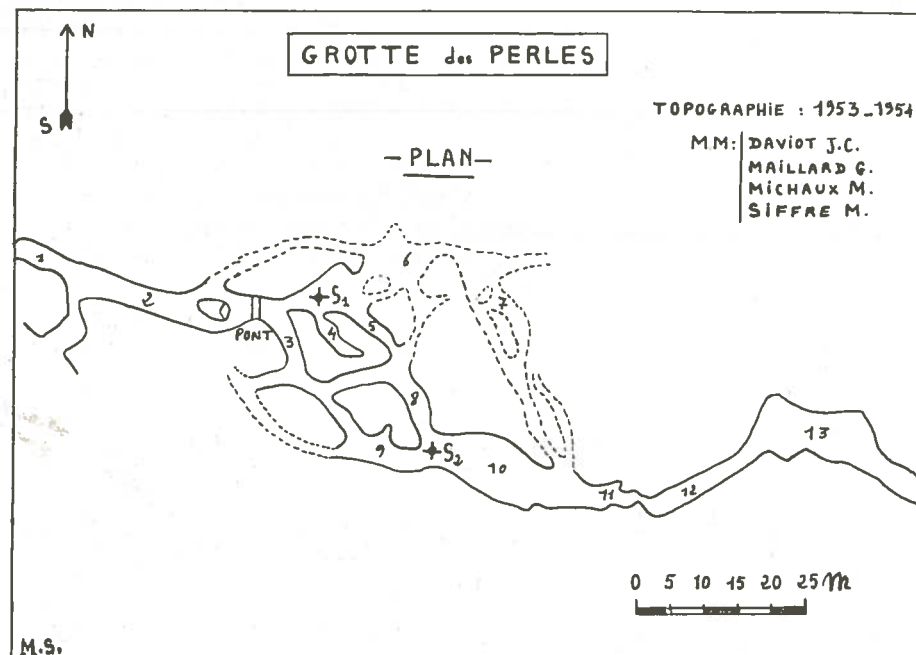 N
GROTTE des PERLES
S
TOPOGRAPHIE : 1953_1954
M.M: DAVIOT J.C.
MAILLARD G.
MICHAUX M.
SIFFRE M.
- PLAN -
1
2
PONT
3
4
5
6
7
S1
8
9
S2
10
11
12
13
0 5 10 15 20 25 M
M.S.